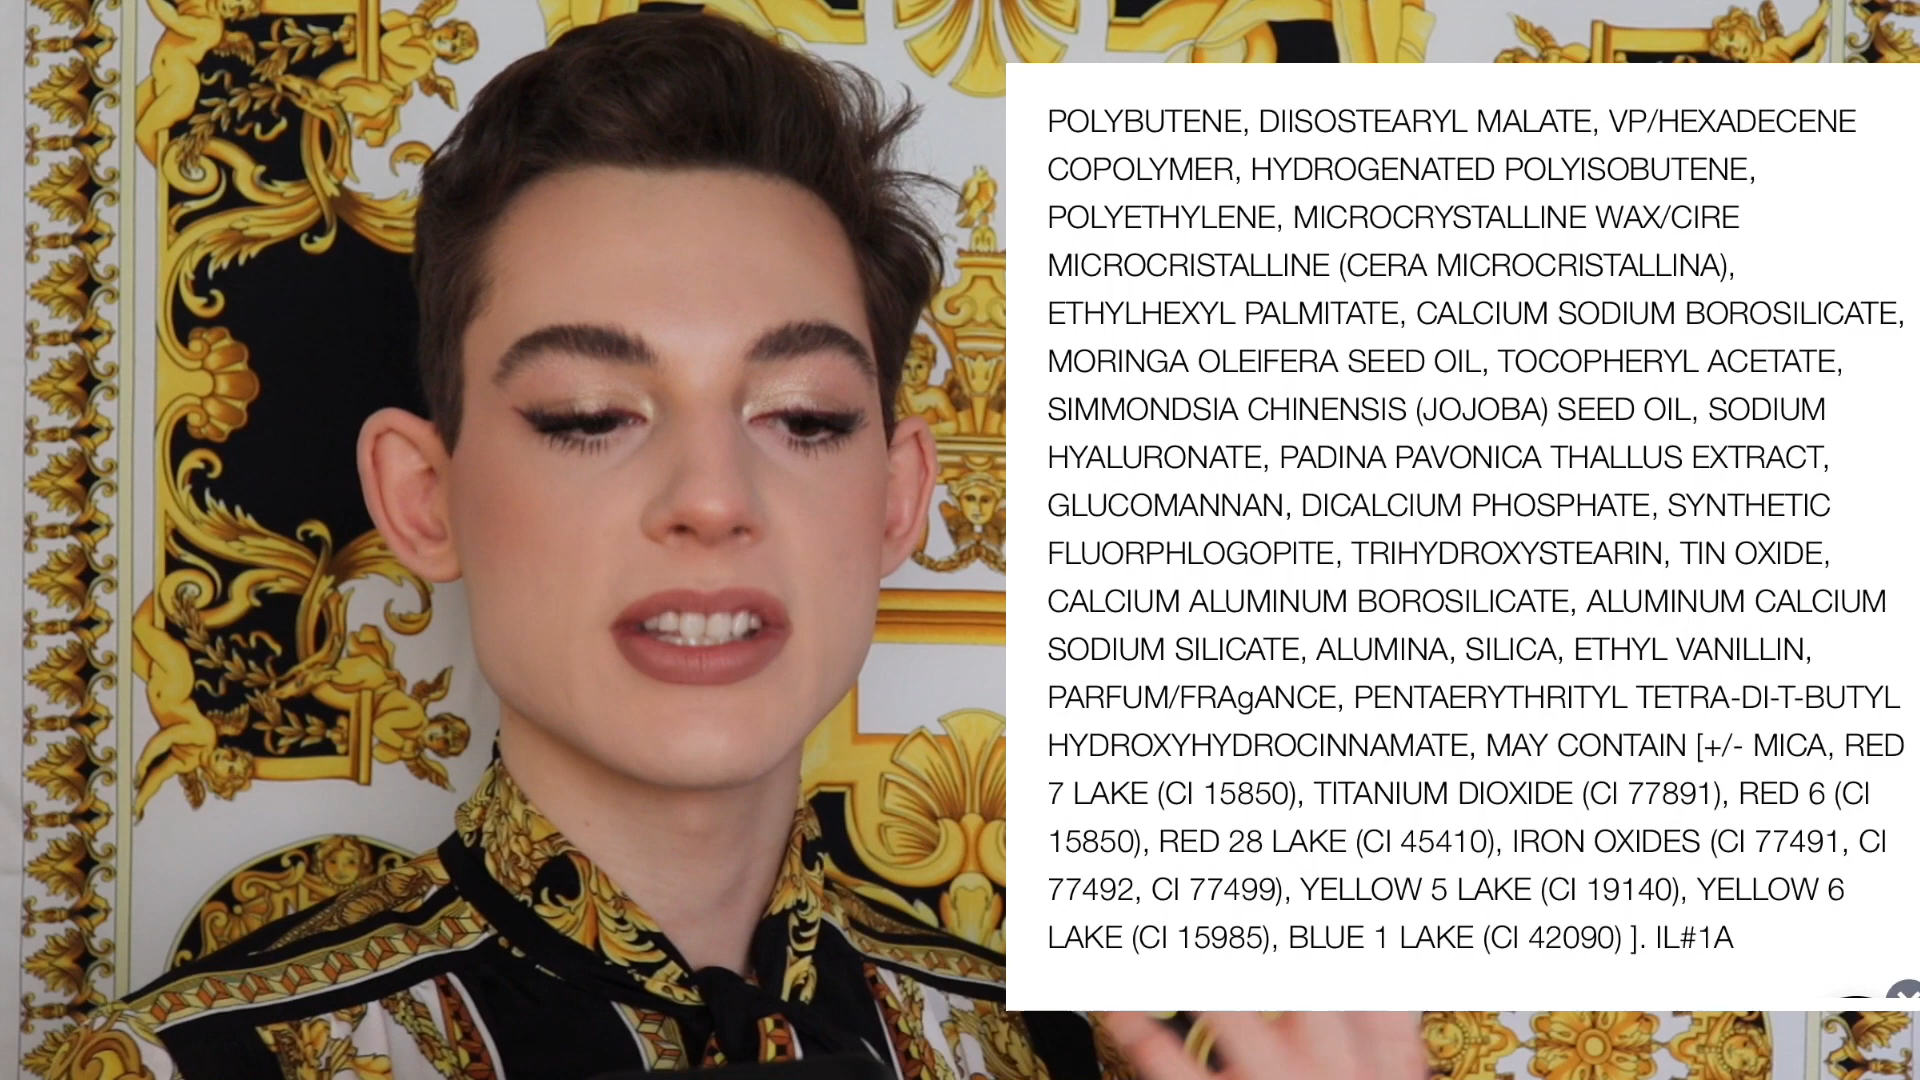 POLYBUTENE, DIISOSTEARYL MALATE, VP/HEXADECENE
COPOLYMER, HYDROGENATED POLYISOBUTENE,
POLYETHYLENE, MICROCRYSTALLINE WAX/CIRE
MICROCRISTALLINE (CERA MICROCRISTALLINA),
ETHYLHEXYL PALMITATE, CALCIUM SODIUM BOROSILICATE,
MORINGA OLEIFERA SEED OIL, TOCOPHERYL ACETATE,
SIMMONDSIA CHINENSIS (JOJOBA) SEED OIL, SODIUM
HYALURONATE, PADINA PAVONICA THALLUS EXTRACT,
GLUCOMANNAN, DICALCIUM PHOSPHATE, SYNTHETIC
FLUORPHLOGOPITE, TRIHYDROXYSTEARIN, TIN OXIDE,
CALCIUM ALUMINUM BOROSILICATE, ALUMINUM CALCIUM
SODIUM SILICATE, ALUMINA, SILICA, ETHYL VANILLIN,
PARFUM/FRAgANCE, PENTAERYTHRITYL TETRA-DI-T-BUTYL
HYDROXYHYDROCINNAMATE, MAY CONTAIN [+/- MICA, RED
7 LAKE (CI 15850), TITANIUM DIOXIDE (CI 77891), RED 6 (CI
15850), RED 28 LAKE (CI 45410), IRON OXIDES (CI 77491, CI
77492, CI 77499), YELLOW 5 LAKE (CI 19140), YELLOW 6
LAKE (CI 15985), BLUE 1 LAKE (CI 42090) ]. IL#1A